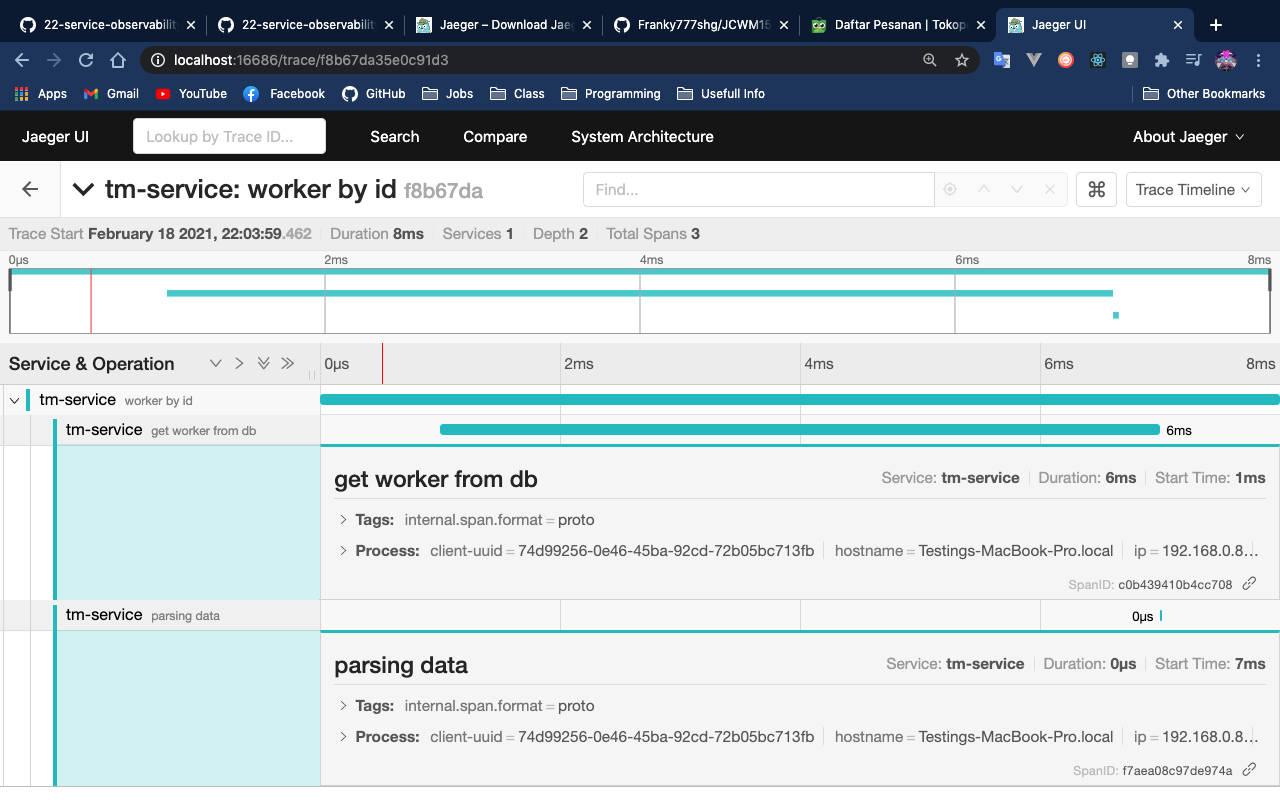 22-service-observability
22-service-observability
Jaeger – Download Jae
Franky777shg/JCWM15
Daftar Pesanan | Tokop
Jaeger UI
localhost:16686/trace/f8b67da35e0c91d3
Apps
Gmail
YouTube
Facebook
GitHub
Jobs
Class
Programming
Usefull Info
Other Bookmarks
Jaeger UI
Lookup by Trace ID...
Search
Compare
System Architecture
About Jaeger
tm-service: worker by id f8b67da
Find...
Trace Timeline
Trace Start February 18 2021, 22:03:59.462
Duration 8ms
Services 1
Depth 2
Total Spans 3
0μs 2ms 4ms 6ms 8ms
Service & Operation
0μs 2ms 4ms 6ms 8ms
tm-service worker by id
tm-service get worker from db
6ms
get worker from db
Service: tm-service
Duration: 6ms
Start Time: 1ms
Tags: internal.span.format = proto
Process: client-uuid = 74d99256-0e46-45ba-92cd-72b05bc713fb hostname = Testings-MacBook-Pro.local ip = 192.168.0.8...
SpanID: c0b439410b4cc708
tm-service parsing data
0μs
parsing data
Service: tm-service
Duration: 0μs
Start Time: 7ms
Tags: internal.span.format = proto
Process: client-uuid = 74d99256-0e46-45ba-92cd-72b05bc713fb hostname = Testings-MacBook-Pro.local ip = 192.168.0.8...
SpanID: f7aea08c97de974a